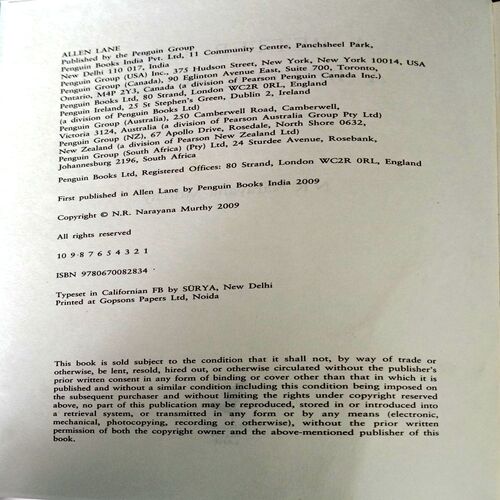 ALLEN LANE
Published by the Penguin Group
Penguin Books India Pvt. Ltd, 11 Community Centre, Panchsheel Park,
New Delhi 110 017, India
Penguin Group (USA) Inc., 375 Hudson Street, New York, New York 10014, USA
Penguin Group (Canada), 90 Eglinton Avenue East, Suite 700, Toronto,
Ontario, M4P 2Y3, Canada (a division of Pearson Penguin Canada Inc.)
Penguin Books Ltd, 80 Strand, London WC2R 0RL, England
Penguin Ireland, 25 St Stephen's Green, Dublin 2, Ireland
(a division of Penguin Books Ltd)
Penguin Group (Australia), 250 Camberwell Road, Camberwell,
Victoria 3124, Australia (a division of Pearson Australia Group Pty Ltd)
Penguin Group (NZ), 67 Apollo Drive, Rosedale, North Shore 0632,
New Zealand (a division of Pearson New Zealand Ltd)
Penguin Group (South Africa) (Pty) Ltd, 24 Sturdee Avenue, Rosebank,
Johannesburg 2196, South Africa
Penguin Books Ltd, Registered Offices: 80 Strand, London WC2R 0RL, England
First published in Allen Lane by Penguin Books India 2009
Copyright © N.R. Narayana Murthy 2009
All rights reserved
10 9 8 7 6 5 4 3 2 1
ISBN 9780670082834
Typeset in Californian FB by SŪRYA, New Delhi
Printed at Gopsons Papers Ltd, Noida
This book is sold subject to the condition that it shall not, by way of trade or
otherwise, be lent, resold, hired out, or otherwise circulated without the publisher's
prior written consent in any form of binding or cover other than that in which it is
published and without a similar condition including this condition being imposed on
the subsequent purchaser and without limiting the rights under copyright reserved
above, no part of this publication may be reproduced, stored in or introduced into
a retrieval system, or transmitted in any form or by any means (electronic,
mechanical, photocopying, recording or otherwise), without the prior written
permission of both the copyright owner and the above-mentioned publisher of this
book.